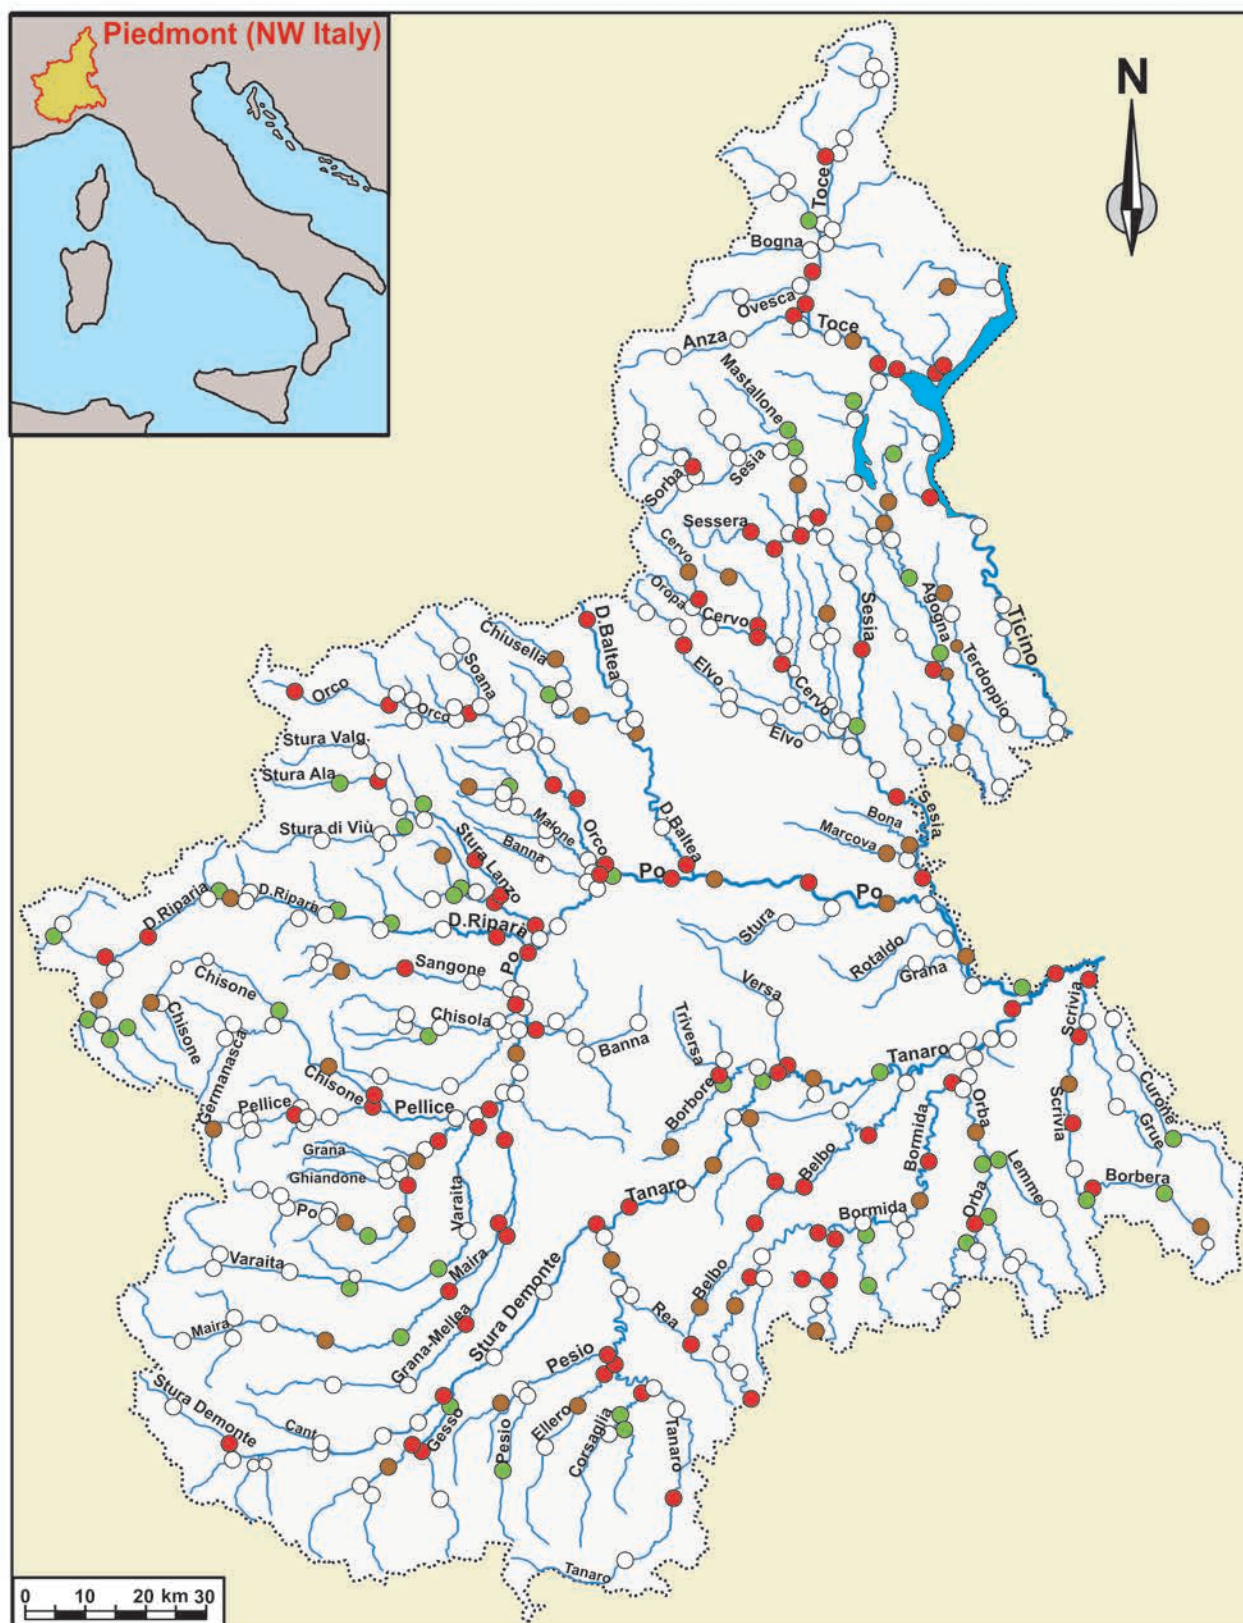 Piedmont (NW Italy)
N
Toce
Bogna
Ovesca
Toce
Anza
Mastallone
Sesia
Sorba
Sessera
Cervo
Oropa
Cervo
Sesia
Agogna
Ticino
Terdoppio
D.Baltea
Chiusella
Elvo
Cervo
Elvo
Soana
Orco
Orco
Stura Valg.
Stura Ala
Stura di Viù
Malone
Banna
Orco
D.Baltea
Sesia
Bona
Marcova
Stura Lanzo
Po
Po
D.Riparia
D.Riparia
D.Riparia
Stura
Rotaldo
Grana
Po
Sangone
Chisone
Chisone
Versa
Scrivia
Chisola
Banna
Triversa
Tanaro
Germanasca
Chisone
Borbore
Curone
Pellice
Pellice
Orba
Scrivia
Grue
Bormida
Grana
Ghiandone
Belbo
Lemme
Borbera
Po
Varaita
Tanaro
Orba
Bormida
Varaita
Maira
Belbo
Stura Demonte
Rea
Maira
Grana-Mellea
Pesio
Stura Demonte
Cant
Gesso
Pesio
Ellero
Corsaglia
Tanaro
Tanaro
0 10 20 km 30